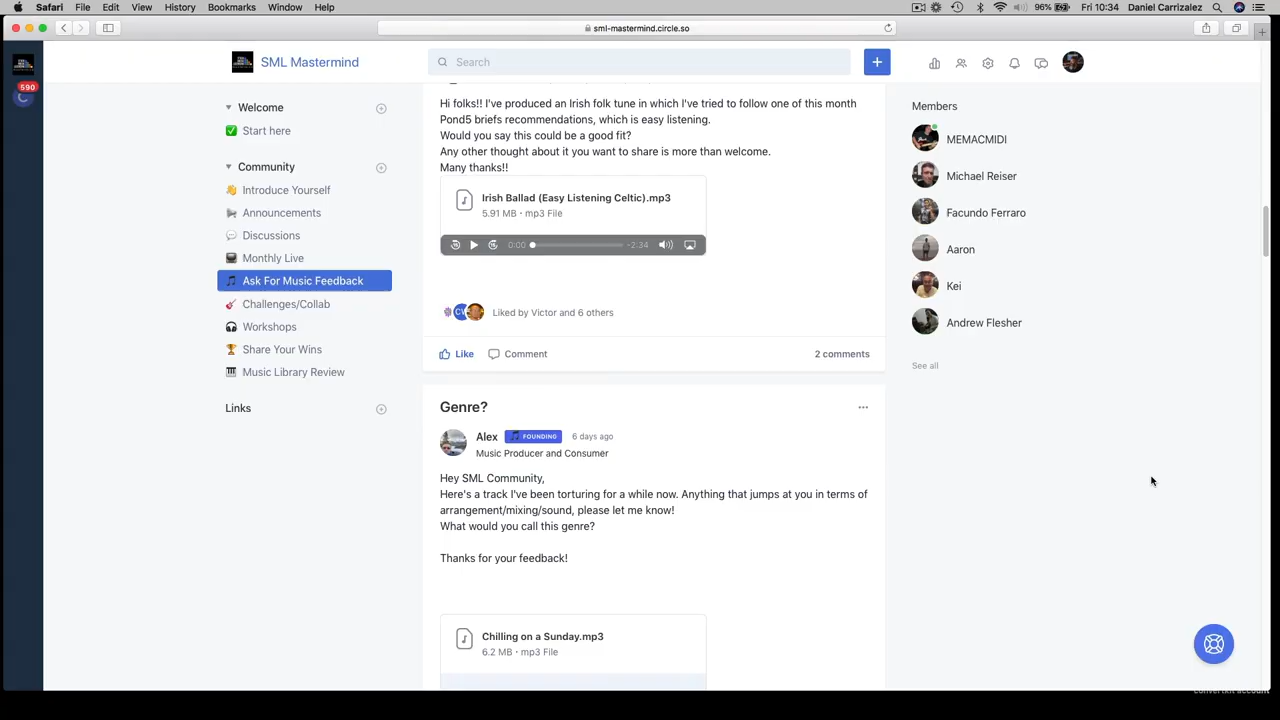 Safari File Edit View History Bookmarks Window Help 96% Fri 10:34 Daniel Carrizalez
sml-mastermind.circle.so
590
SML Mastermind
Search
Welcome
Start here
Community
Introduce Yourself
Announcements
Discussions
Monthly Live
Ask For Music Feedback
Challenges/Collab
Workshops
Share Your Wins
Music Library Review
Links
Hi folks!! I've produced an Irish folk tune in which I've tried to follow one of this month
Pond5 briefs recommendations, which is easy listening.
Would you say this could be a good fit?
Any other thought about it you want to share is more than welcome.
Many thanks!!
Irish Ballad (Easy Listening Celtic).mp3
5.91 MB · mp3 File
0:00 -2:34
Liked by Victor and 6 others
Like Comment 2 comments
Genre?
Alex FOUNDING 6 days ago
Music Producer and Consumer
Hey SML Community,
Here's a track I've been torturing for a while now. Anything that jumps at you in terms of
arrangement/mixing/sound, please let me know!
What would you call this genre?
Thanks for your feedback!
Chilling on a Sunday.mp3
6.2 MB · mp3 File
Members
MEMACMIDI
Michael Reiser
Facundo Ferraro
Aaron
Kei
Andrew Flesher
See all
convertkit account